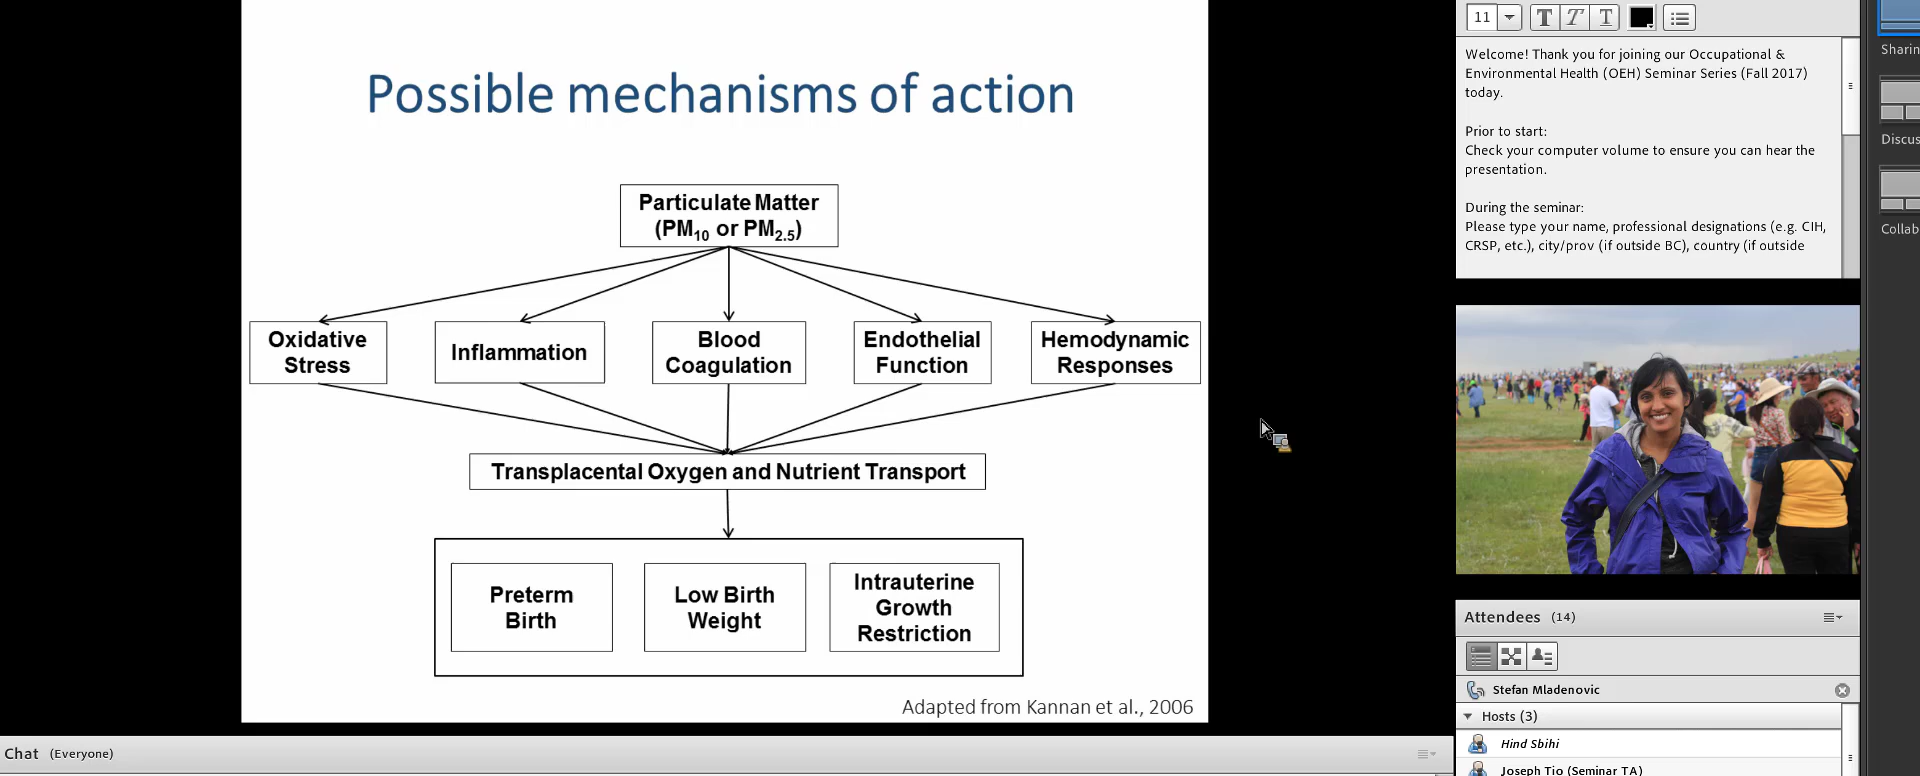 Possible mechanisms of action
Particulate Matter
(PM10 or PM2.5)
Oxidative
Stress
Inflammation
Blood
Coagulation
Endothelial
Function
Hemodynamic
Responses
Transplacental Oxygen and Nutrient Transport
Preterm
Birth
Low Birth
Weight
Intrauterine
Growth
Restriction
Adapted from Kannan et al., 2006
Chat (Everyone)
11
T T T
Welcome! Thank you for joining our Occupational &
Environmental Health (OEH) Seminar Series (Fall 2017)
today.
Prior to start:
Check your computer volume to ensure you can hear the
presentation.
During the seminar:
Please type your name, professional designations (e.g. CIH,
CRSP, etc.), city/prov (if outside BC), country (if outside
Attendees (14)
Stefan Mladenovic
Hosts (3)
Hind Sbihi
Joseph Tio (Seminar TA)
Sharin
Discus
Collab